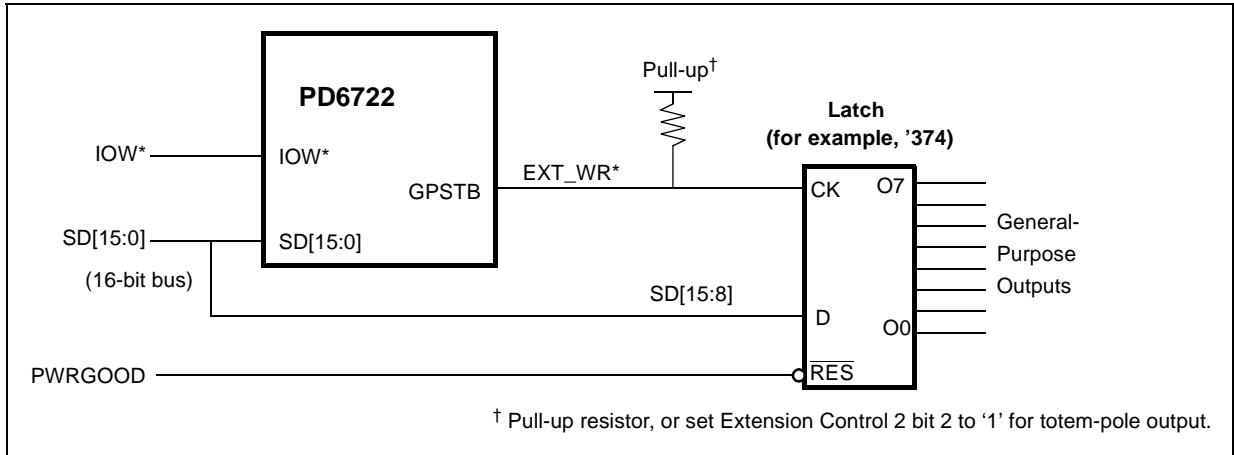 Pull-up†
PD6722
Latch
(for example, '374)
IOW*
IOW*
EXT_WR*
GPSTB
CK
O7
SD[15:0]
SD[15:0]
General-
Purpose
Outputs
(16-bit bus)
SD[15:8]
D
O0
PWRGOOD
RES
† Pull-up resistor, or set Extension Control 2 bit 2 to ‘1’ for totem-pole output.